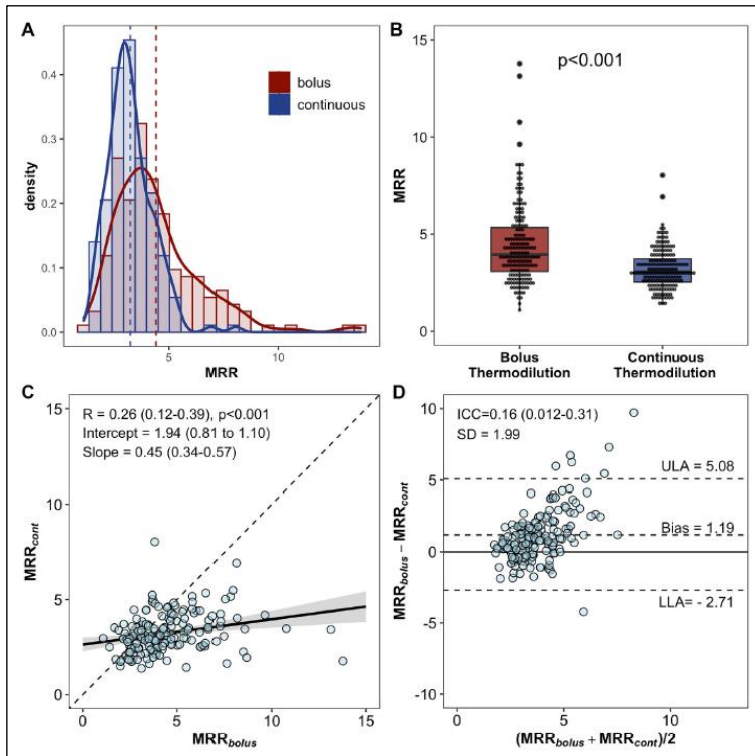 A
0.4
0.3
0.2
0.1
0.0
density
5
10
MRR
bolus
continuous
B
p<0.001
15
10
5
0
MRR
Bolus
Thermodilution
Continuous
Thermodilution
C
R = 0.26 (0.12-0.39), p<0.001
Intercept = 1.94 (0.81 to 1.10)
Slope = 0.45 (0.34-0.57)
15
10
5
0
MRRcont
0
5
10
15
MRRbolus
D
ICC=0.16 (0.012-0.31)
SD = 1.99
ULA = 5.08
Bias = 1.19
LLA= - 2.71
10
5
0
-5
-10
MRRbolus − MRRcont
0
5
10
(MRRbolus + MRRcont)/2